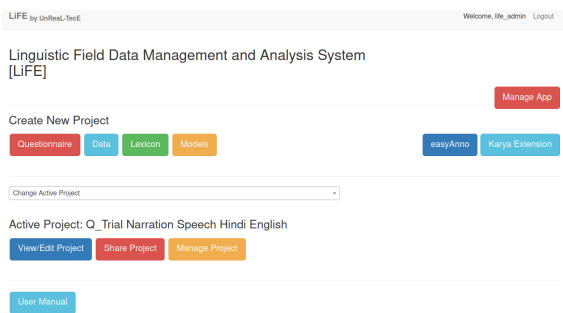 LiFE by UnReaL-TecE
Welcome, life_admin Logout
Linguistic Field Data Management and Analysis System
[LiFE]
Manage App
Create New Project
Questionnaire Data Lexicon Models easyAnno Karya Extension
Change Active Project
Active Project: Q_Trial Narration Speech Hindi English
View/Edit Project Share Project Manage Project
User Manual